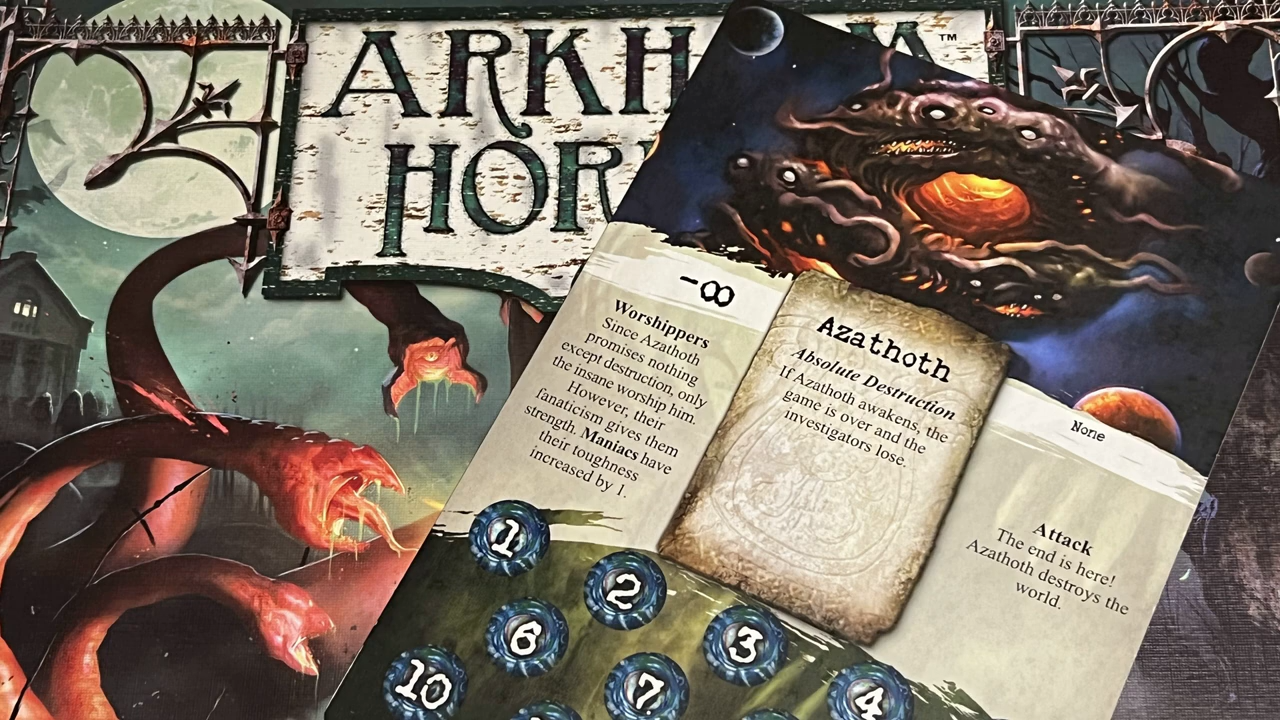 ARKH M™
HOR
-∞
Worshippers
Since Azathoth
promises nothing
except destruction, only
the insane worship him.
However, their
fanaticism gives them
strength. Maniacs have
their toughness
increased by 1.
Azathoth
Absolute Destruction
If Azathoth awakens, the
game is over and the
investigators lose.
None
Attack
The end is here!
Azathoth destroys the
world.
1
2
3
4
6
7
10